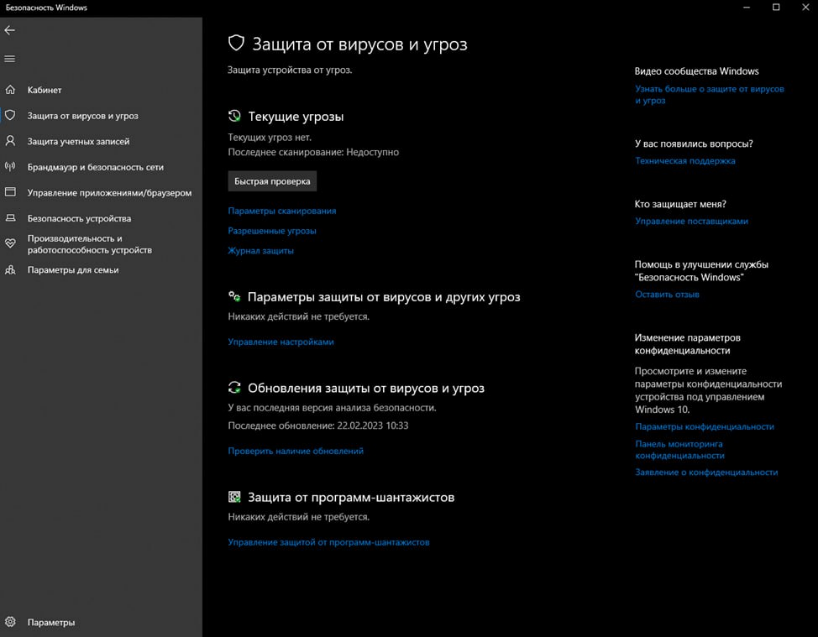 Безопасность Windows
Кабинет
Защита от вирусов и угроз
Защита учетных записей
Брандмауэр и безопасность сети
Управление приложениями/браузером
Безопасность устройства
Производительность и
работоспособность устройств
Параметры для семьи
Параметры
Защита от вирусов и угроз
Защита устройства от угроз.
Текущие угрозы
Текущих угроз нет.
Последнее сканирование: Недоступно
Быстрая проверка
Параметры сканирования
Разрешенные угрозы
Журнал защиты
Параметры защиты от вирусов и других угроз
Никаких действий не требуется.
Управление настройками
Обновления защиты от вирусов и угроз
У вас последняя версия анализа безопасности.
Последнее обновление: 22.02.2023 10:33
Проверить наличие обновлений
Защита от программ-шантажистов
Никаких действий не требуется.
Управление защитой от программ-шантажистов
Видео сообщества Windows
Узнать больше о защите от вирусов
и угроз
У вас появились вопросы?
Техническая поддержка
Кто защищает меня?
Управление поставщиками
Помощь в улучшении службы
"Безопасность Windows"
Оставить отзыв
Изменение параметров
конфиденциальности
Просмотрите и измените
параметры конфиденциальности
устройства под управлением
Windows 10.
Параметры конфиденциальности
Панель мониторинга
конфиденциальности
Заявление о конфиденциальности